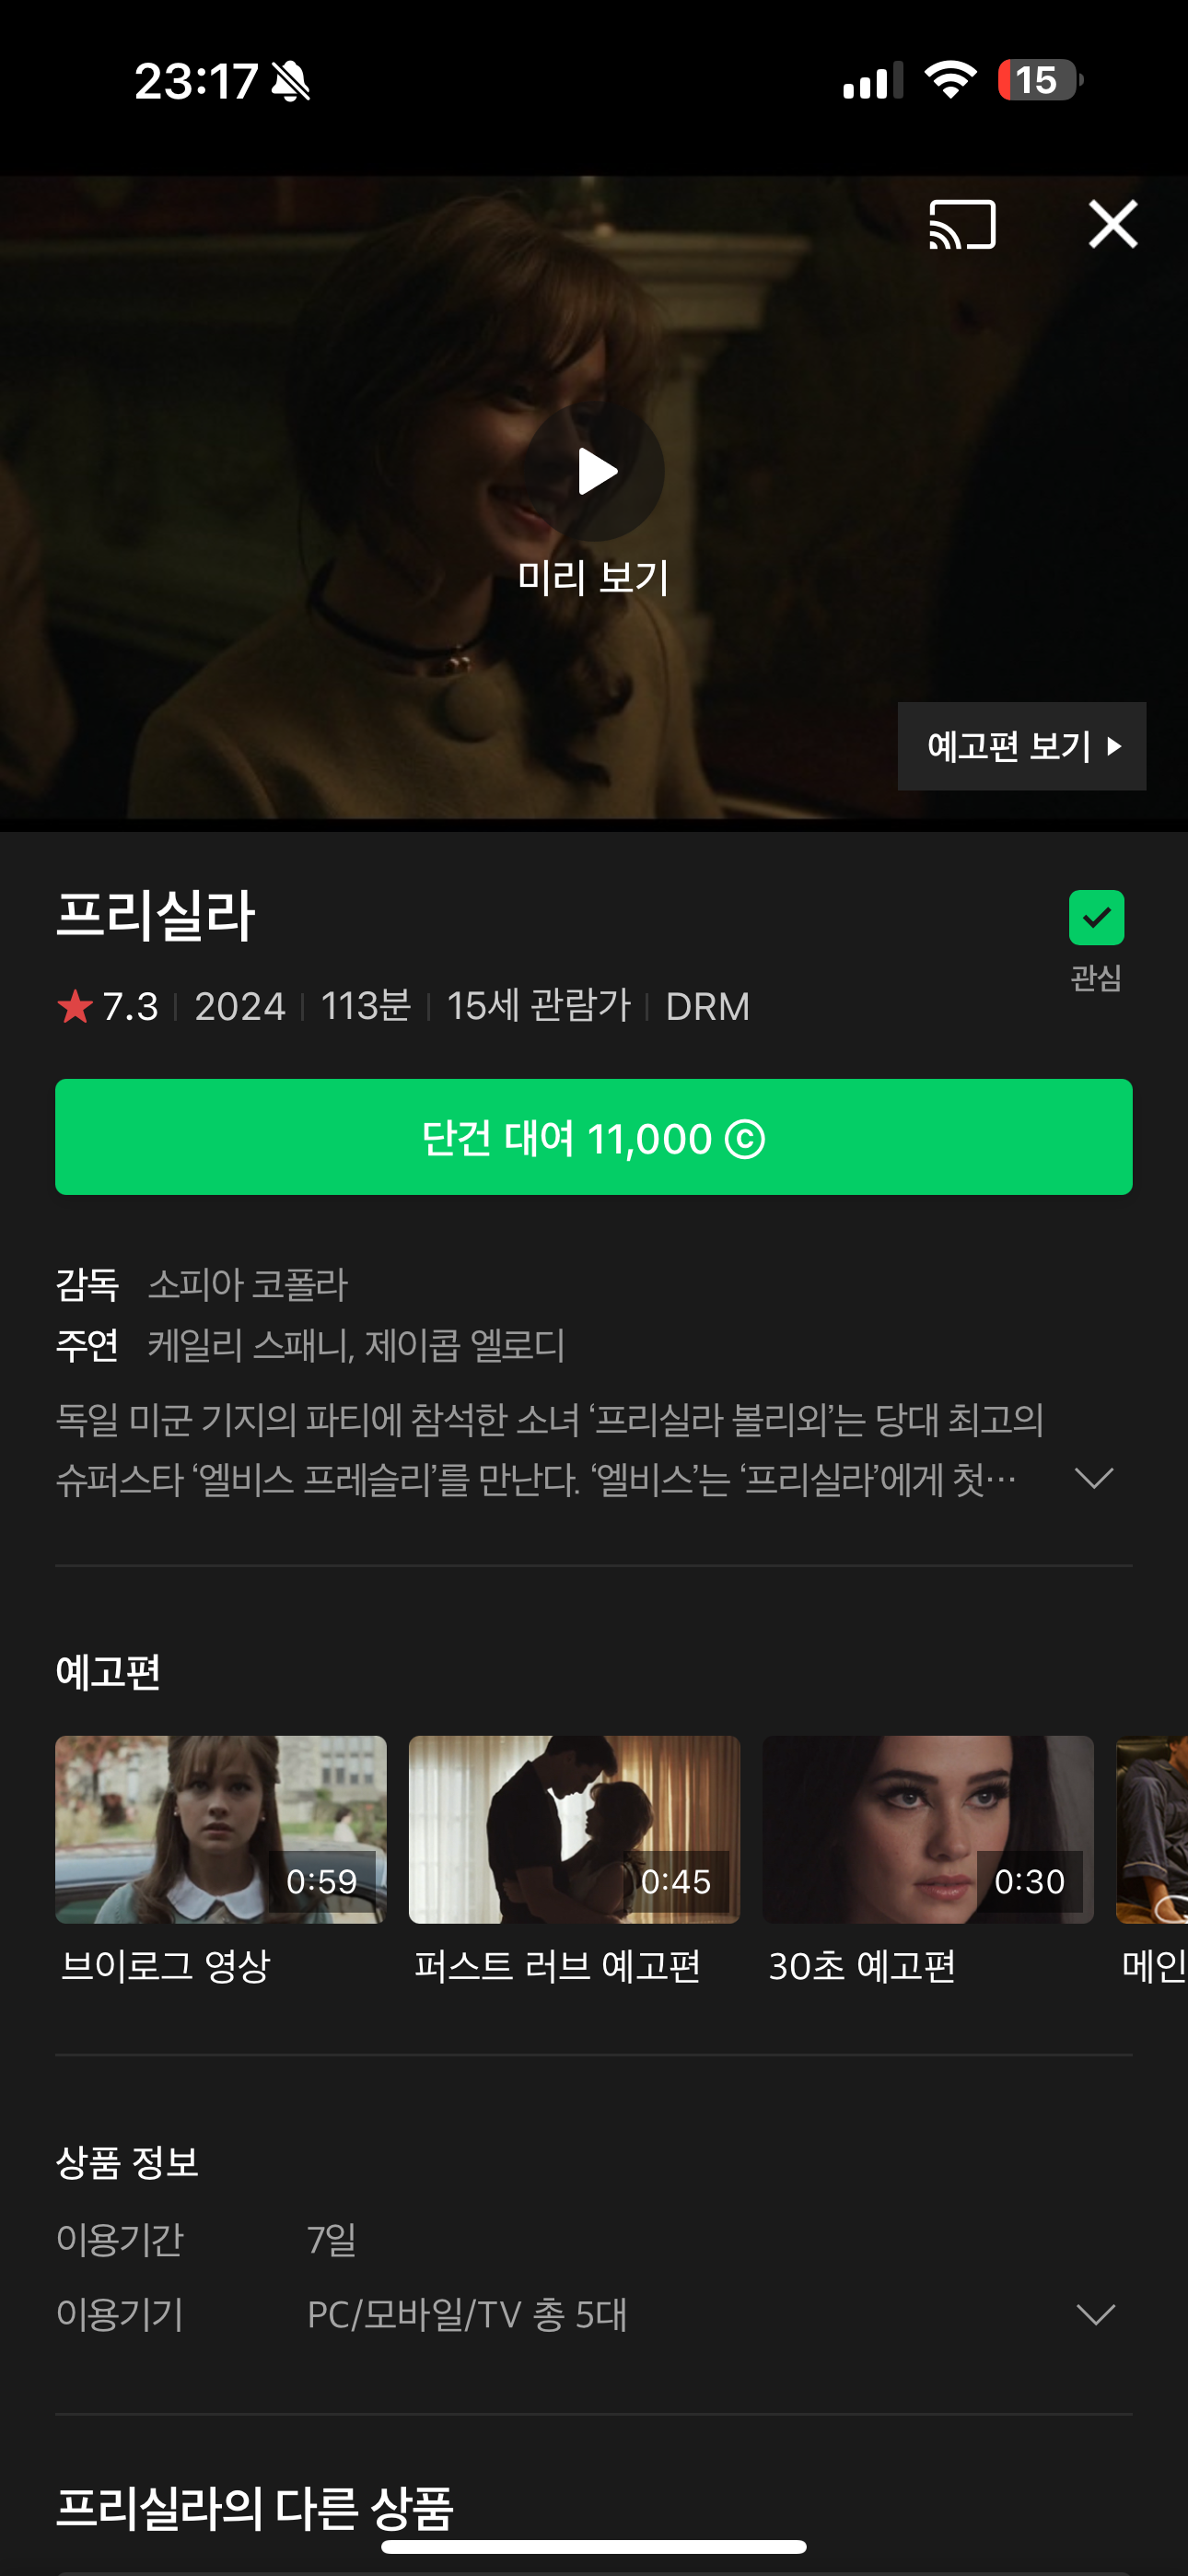 23:17
15
미리 보기
예고편 보기
프리실라
관심
7.3 | 2024 | 113분 | 15세 관람가 | DRM
단건 대여 11,000 ⓒ
감독 소피아 코폴라
주연 케일리 스패니, 제이콥 엘로디
독일 미군 기지의 파티에 참석한 소녀 ‘프리실라 볼리외’는 당대 최고의
슈퍼스타 ‘엘비스 프레슬리’를 만난다. ‘엘비스’는 ‘프리실라’에게 첫…
예고편
0:59
0:45
0:30
브이로그 영상
퍼스트 러브 예고편
30초 예고편
메인
상품 정보
이용기간 7일
이용기기 PC/모바일/TV 총 5대
프리실라의 다른 상품